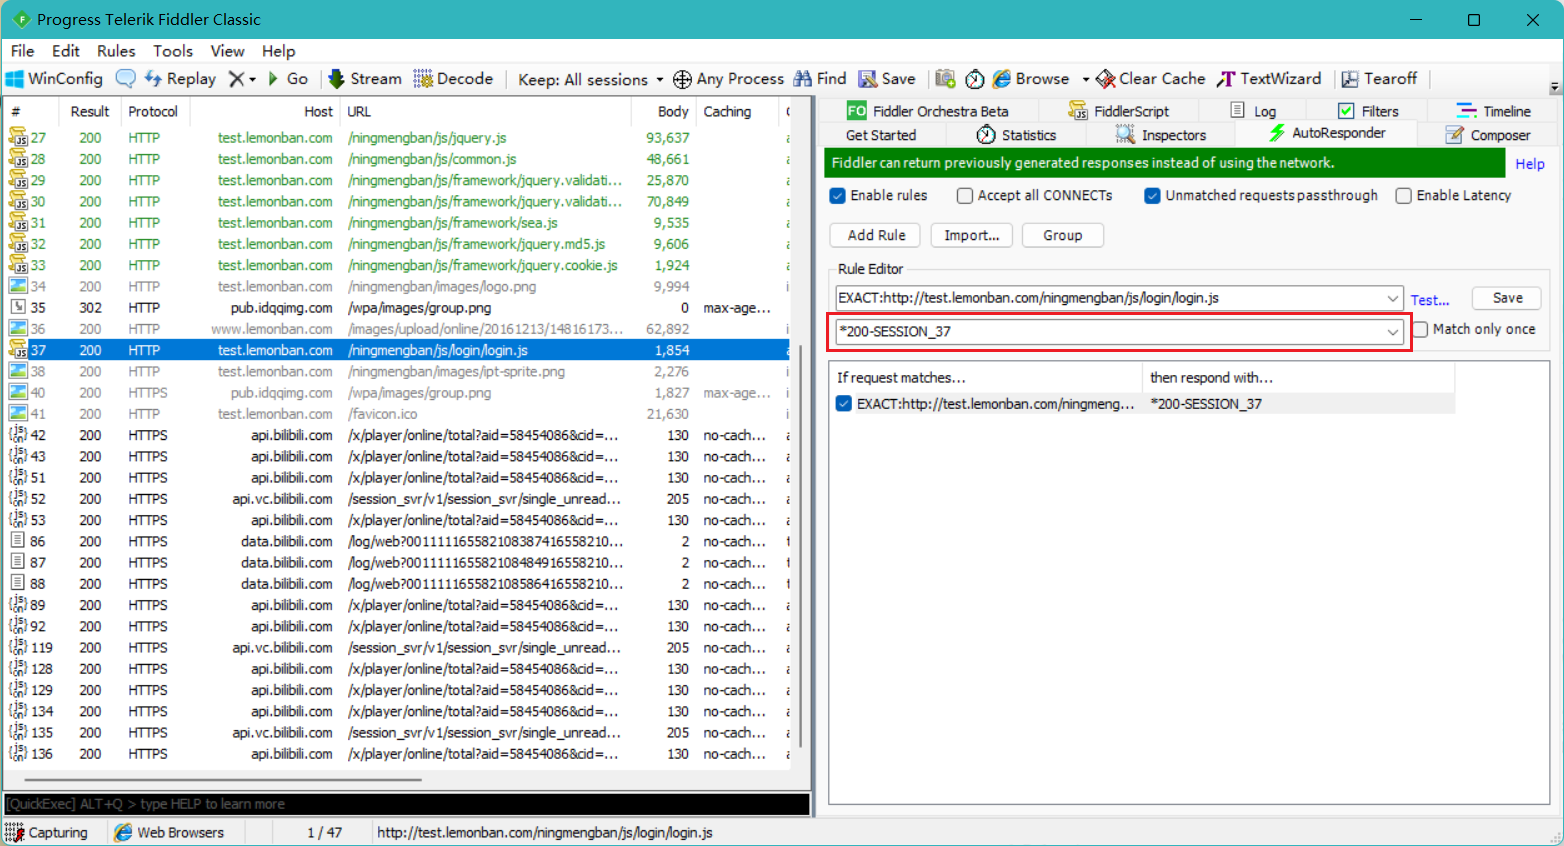 Progress Telerik Fiddler Classic
File Edit Rules Tools View Help
WinConfig Replay Go Stream Decode Keep: All sessions Any Process Find Save Browse Clear Cache TextWizard Tearoff
# Result Protocol Host URL Body Caching
27 200 HTTP test.lemonban.com /ningmengban/js/jquery.js 93,637
28 200 HTTP test.lemonban.com /ningmengban/js/common.js 48,661
29 200 HTTP test.lemonban.com /ningmengban/js/framework/jquery.validati... 25,870
30 200 HTTP test.lemonban.com /ningmengban/js/framework/jquery.validati... 70,849
31 200 HTTP test.lemonban.com /ningmengban/js/framework/sea.js 9,535
32 200 HTTP test.lemonban.com /ningmengban/js/framework/jquery.md5.js 9,606
33 200 HTTP test.lemonban.com /ningmengban/js/framework/jquery.cookie.js 1,924
34 200 HTTP test.lemonban.com /ningmengban/images/logo.png 9,994
35 302 HTTP pub.idqqimg.com /wpa/images/group.png 0 max-age...
36 200 HTTP www.lemonban.com /images/upload/online/20161213/14816173... 62,892
37 200 HTTP test.lemonban.com /ningmengban/js/login/login.js 1,854
38 200 HTTP test.lemonban.com /ningmengban/images/ipt-sprite.png 2,276
40 200 HTTPS pub.idqqimg.com /wpa/images/group.png 1,827 max-age...
41 200 HTTP test.lemonban.com /favicon.ico 21,630
42 200 HTTPS api.bilibili.com /x/player/online/total?aid=58454086&cid=... 130 no-cach...
43 200 HTTPS api.bilibili.com /x/player/online/total?aid=58454086&cid=... 130 no-cach...
51 200 HTTPS api.bilibili.com /x/player/online/total?aid=58454086&cid=... 130 no-cach...
52 200 HTTPS api.vc.bilibili.com /session_svr/v1/session_svr/single_unread... 205 no-cach...
53 200 HTTPS api.bilibili.com /x/player/online/total?aid=58454086&cid=... 130 no-cach...
86 200 HTTPS data.bilibili.com /log/web?001111165582108387416558210... 2 no-cach...
87 200 HTTPS data.bilibili.com /log/web?001111165582108484916558210... 2 no-cach...
88 200 HTTPS data.bilibili.com /log/web?001111165582108586416558210... 2 no-cach...
89 200 HTTPS api.bilibili.com /x/player/online/total?aid=58454086&cid=... 130 no-cach...
92 200 HTTPS api.bilibili.com /x/player/online/total?aid=58454086&cid=... 130 no-cach...
119 200 HTTPS api.vc.bilibili.com /session_svr/v1/session_svr/single_unread... 205 no-cach...
128 200 HTTPS api.bilibili.com /x/player/online/total?aid=58454086&cid=... 130 no-cach...
129 200 HTTPS api.bilibili.com /x/player/online/total?aid=58454086&cid=... 130 no-cach...
134 200 HTTPS api.bilibili.com /x/player/online/total?aid=58454086&cid=... 130 no-cach...
135 200 HTTPS api.vc.bilibili.com /session_svr/v1/session_svr/single_unread... 205 no-cach...
136 200 HTTPS api.bilibili.com /x/player/online/total?aid=58454086&cid=... 130 no-cach...
[QuickExec] ALT+Q > type HELP to learn more
Capturing Web Browsers 1 / 47 http://test.lemonban.com/ningmengban/js/login/login.js
FO Fiddler Orchestra Beta FiddlerScript Log Filters Timeline
Get Started Statistics Inspectors AutoResponder Composer
Fiddler can return previously generated responses instead of using the network. Help
Enable rules Accept all CONNECTs Unmatched requests passthrough Enable Latency
Add Rule Import... Group
Rule Editor
EXACT:http://test.lemonban.com/ningmengban/js/login/login.js Test... Save
*200-SESSION_37 Match only once
If request matches... then respond with...
EXACT:http://test.lemonban.com/ningmeng... *200-SESSION_37